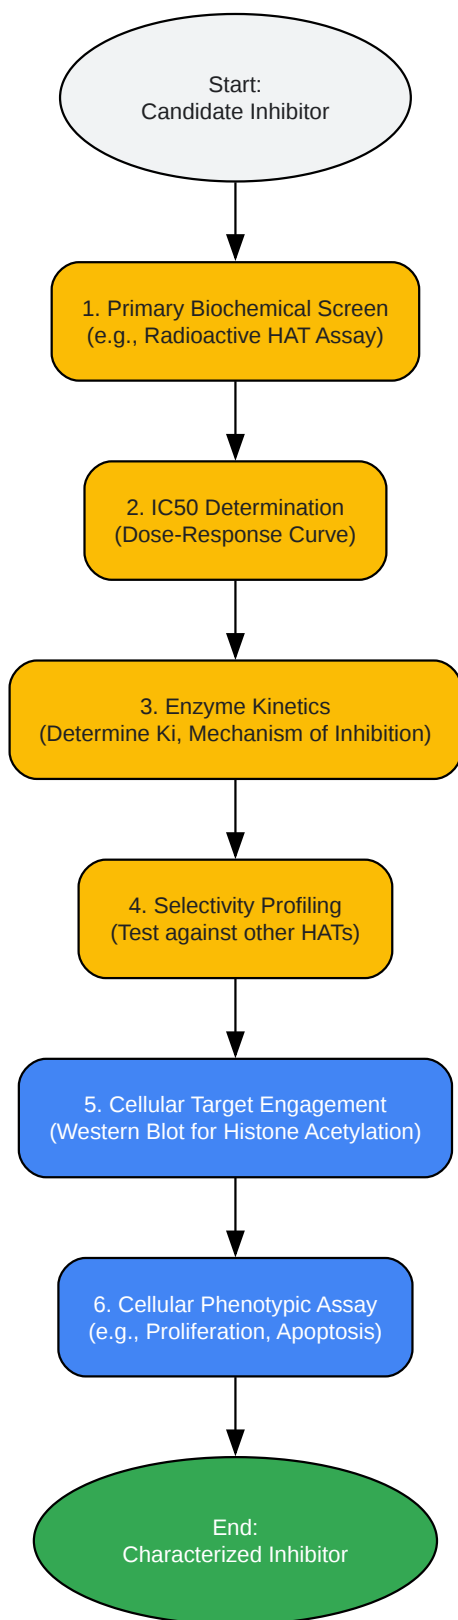 Start:
Candidate Inhibitor
1. Primary Biochemical Screen
(e.g., Radioactive HAT Assay)
2. IC50 Determination
(Dose-Response Curve)
3. Enzyme Kinetics
(Determine Ki, Mechanism of Inhibition)
4. Selectivity Profiling
(Test against other HATs)
5. Cellular Target Engagement
(Western Blot for Histone Acetylation)
6. Cellular Phenotypic Assay
(e.g., Proliferation, Apoptosis)
End:
Characterized Inhibitor